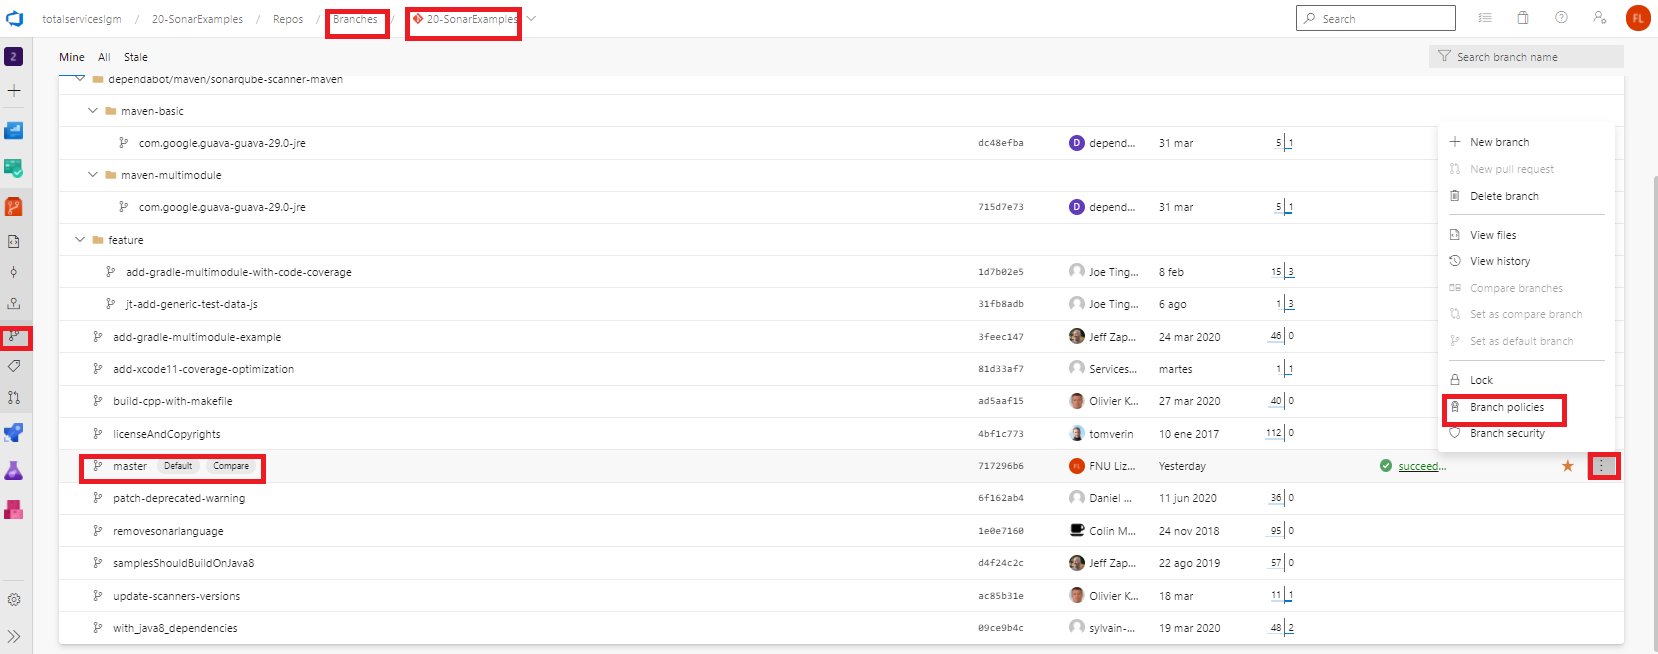 totalservicesigm / 20-SonarExamples / Repos / Branches / 20-SonarExamples
Search
FL
2
Mine All Stale
Search branch name
dependabot/maven/sonarqube-scanner-maven
maven-basic
com.google.guava-guava-29.0-jre dc48efba D depend... 31 mar 5 1
maven-multimodule
com.google.guava-guava-29.0-jre 715d7e73 D depend... 31 mar 5 1
feature
add-gradle-multimodule-with-code-coverage 1d7b02e5 Joe Ting... 8 feb 15 3
jt-add-generic-test-data-js 31fb8adb Joe Ting... 6 ago 1 3
add-gradle-multimodule-example 3feec147 Jeff Zap... 24 mar 2020 46 0
add-xcode11-coverage-optimization 81d33af7 Services... martes 1 1
build-cpp-with-makefile ad5aaf15 Olivier K... 27 mar 2020 40 0
licenseAndCopyrights 4bf1c773 tomverin 10 ene 2017 112 0
master Default Compare 717296b6 FL FNU Liz... Yesterday succeed...
patch-deprecated-warning 6f162ab4 Daniel ... 11 jun 2020 36 0
removesonarlanguage 1e0e7160 Colin M... 24 nov 2018 95 0
samplesShouldBuildOnJava8 d4f24c2c Jeff Zap... 22 ago 2019 57 0
update-scanners-versions ac85b31e Olivier K... 18 mar 11 1
with_java8_dependencies 09ce9b4c sylvain-... 19 mar 2020 48 2
New branch
New pull request
Delete branch
View files
View history
Compare branches
Set as compare branch
Set as default branch
Lock
Branch policies
Branch security